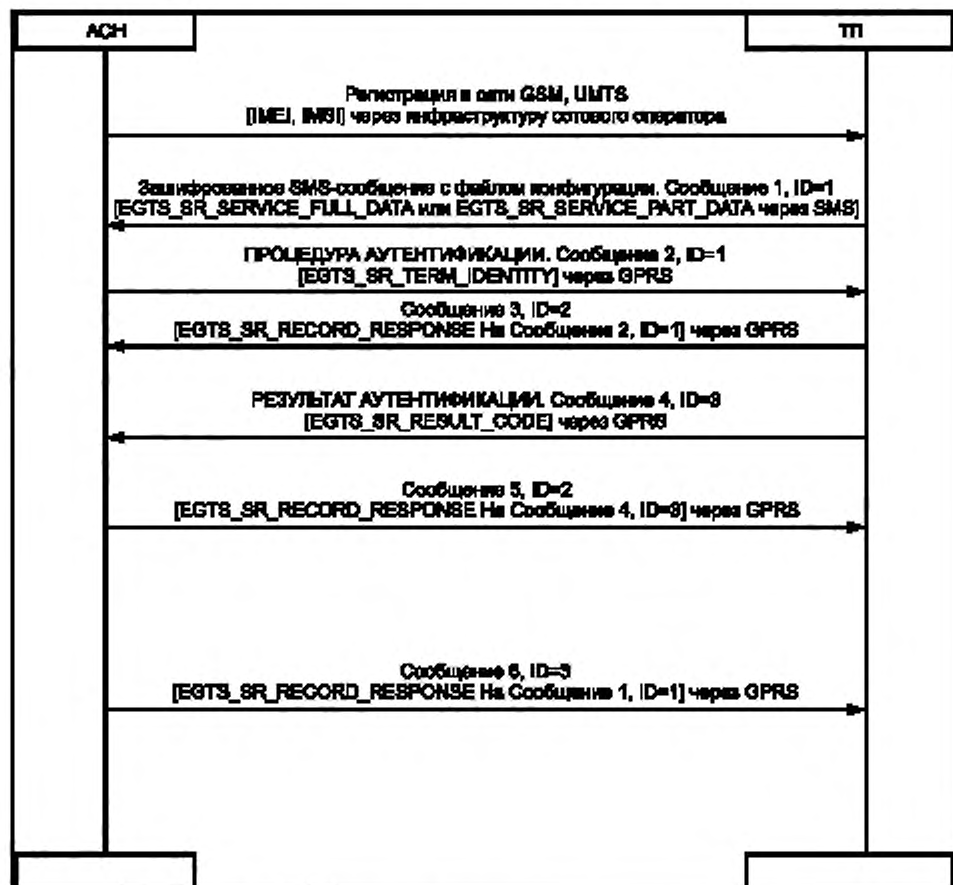 АСН
ТП
Регистрация в сети GSM, UMTS
[IMEI, IMSI] через инфраструктуру сотового оператора
Зашифрованное SMS-сообщение с файлом конфигурации. Сообщение 1, ID=1
[EGTS_SR_SERVICE_FULL_DATA или EGTS_SR_SERVICE_PART_DATA через SMS]
ПРОЦЕДУРА АУТЕНТИФИКАЦИИ. Сообщение 2, ID=1
[EGTS_SR_TERM_IDENTITY] через GPRS
Сообщение 3, ID=2
[EGTS_SR_RECORD_RESPONSE На Сообщение 2, ID=1] через GPRS
РЕЗУЛЬТАТ АУТЕНТИФИКАЦИИ. Сообщение 4, ID=3
[EGTS_SR_RESULT_CODE] через GPRS
Сообщение 5, ID=2
[EGTS_SR_RECORD_RESPONSE На Сообщение 4, ID=3] через GPRS
Сообщение 6, ID=3
[EGTS_SR_RECORD_RESPONSE На Сообщение 1, ID=1] через GPRS